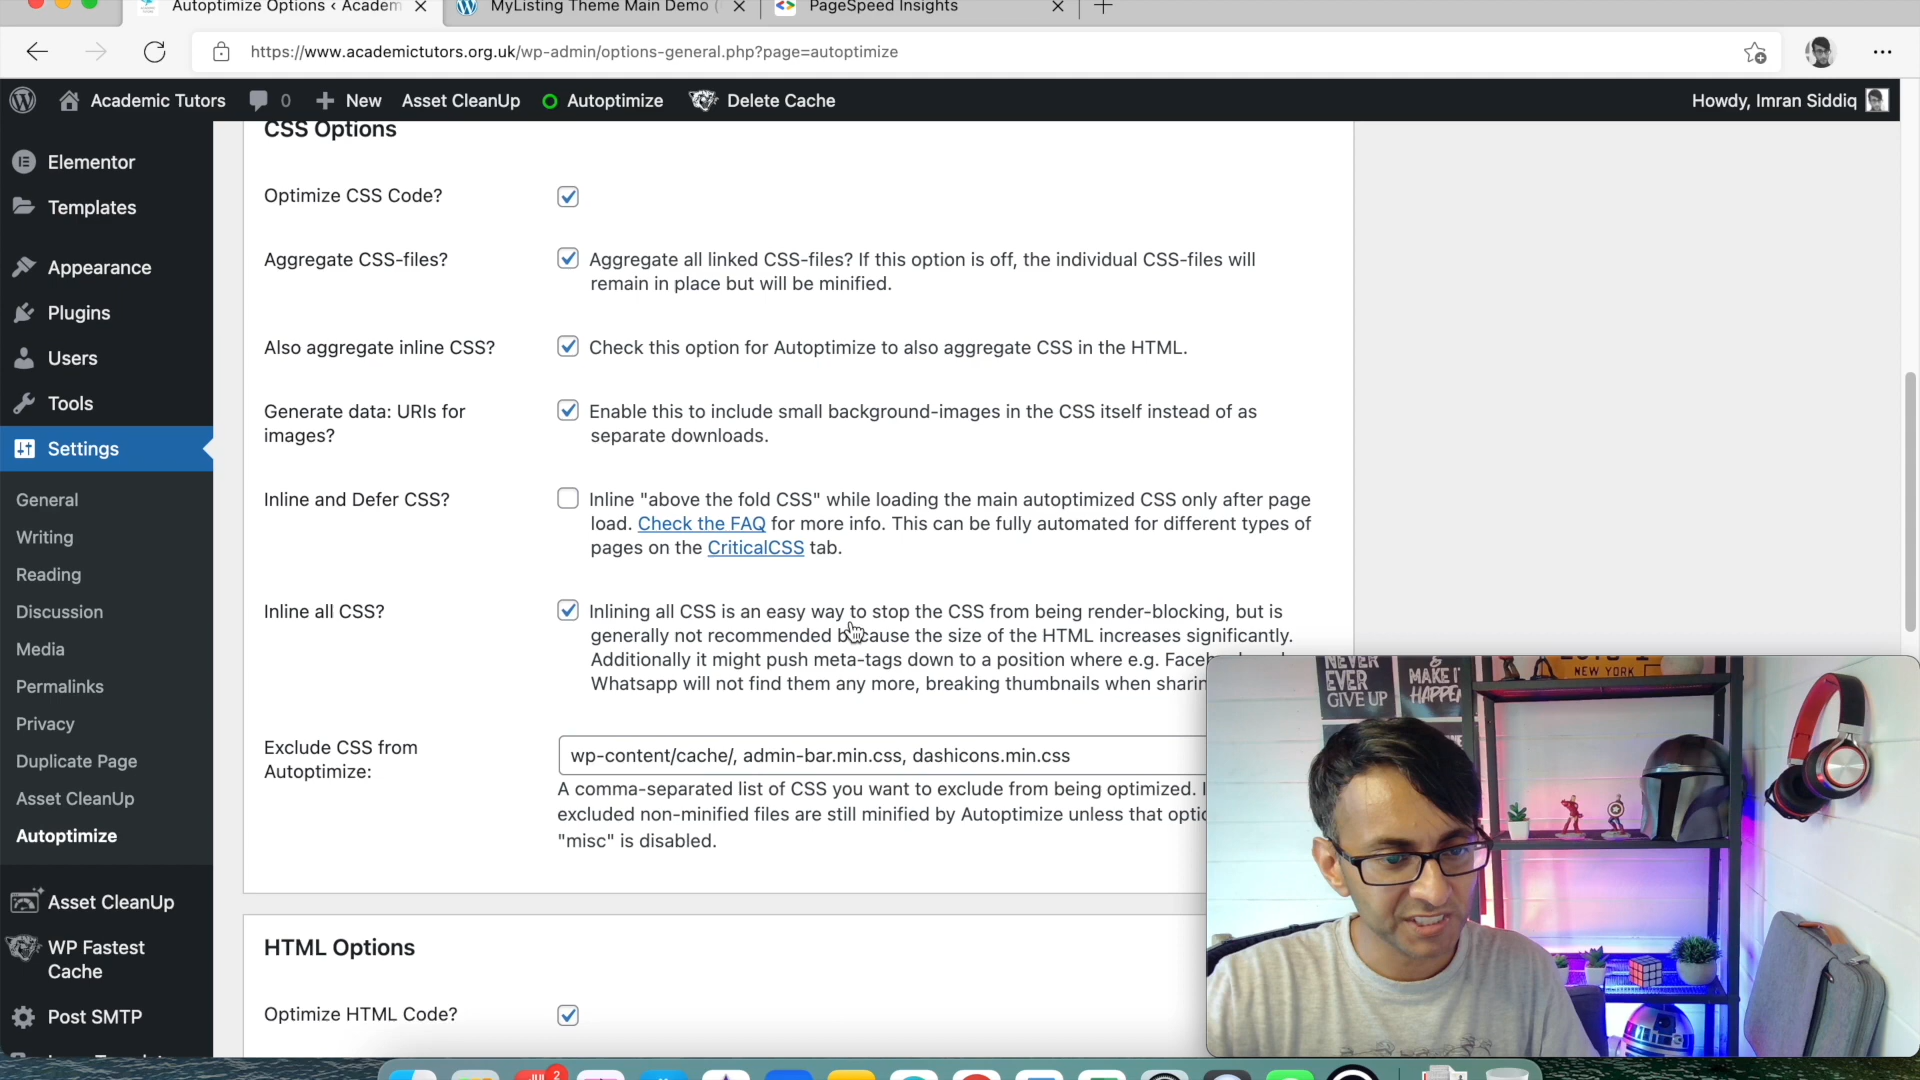 Autoptimize Options ‹ Academ
MyListing Theme Main Demo (
PageSpeed Insights
https://www.academictutors.org.uk/wp-admin/options-general.php?page=autoptimize
Academic Tutors
0
New
Asset CleanUp
Autoptimize
Delete Cache
Howdy, Imran Siddiq
Elementor
Templates
Appearance
Plugins
Users
Tools
Settings
General
Writing
Reading
Discussion
Media
Permalinks
Privacy
Duplicate Page
Asset CleanUp
Autoptimize
Asset CleanUp
WP Fastest
Cache
Post SMTP
CSS Options
Optimize CSS Code?
Aggregate CSS-files?
Aggregate all linked CSS-files? If this option is off, the individual CSS-files will
remain in place but will be minified.
Also aggregate inline CSS?
Check this option for Autoptimize to also aggregate CSS in the HTML.
Generate data: URIs for
images?
Enable this to include small background-images in the CSS itself instead of as
separate downloads.
Inline and Defer CSS?
Inline "above the fold CSS" while loading the main autoptimized CSS only after page
load. Check the FAQ for more info. This can be fully automated for different types of
pages on the CriticalCSS tab.
Inline all CSS?
Inlining all CSS is an easy way to stop the CSS from being render-blocking, but is
generally not recommended because the size of the HTML increases significantly.
Additionally it might push meta-tags down to a position where e.g.
Whatsapp will not find them any more, breaking thumbnails when
Exclude CSS from
Autoptimize:
wp-content/cache/, admin-bar.min.css, dashicons.min.css
A comma-separated list of CSS you want to exclude from being optimized.
excluded non-minified files are still minified by Autoptimize unless that
"misc" is disabled.
HTML Options
Optimize HTML Code?
NEVER
EVER
GIVE UP
MAKE IT
HAPPEN
NEW YORK
2